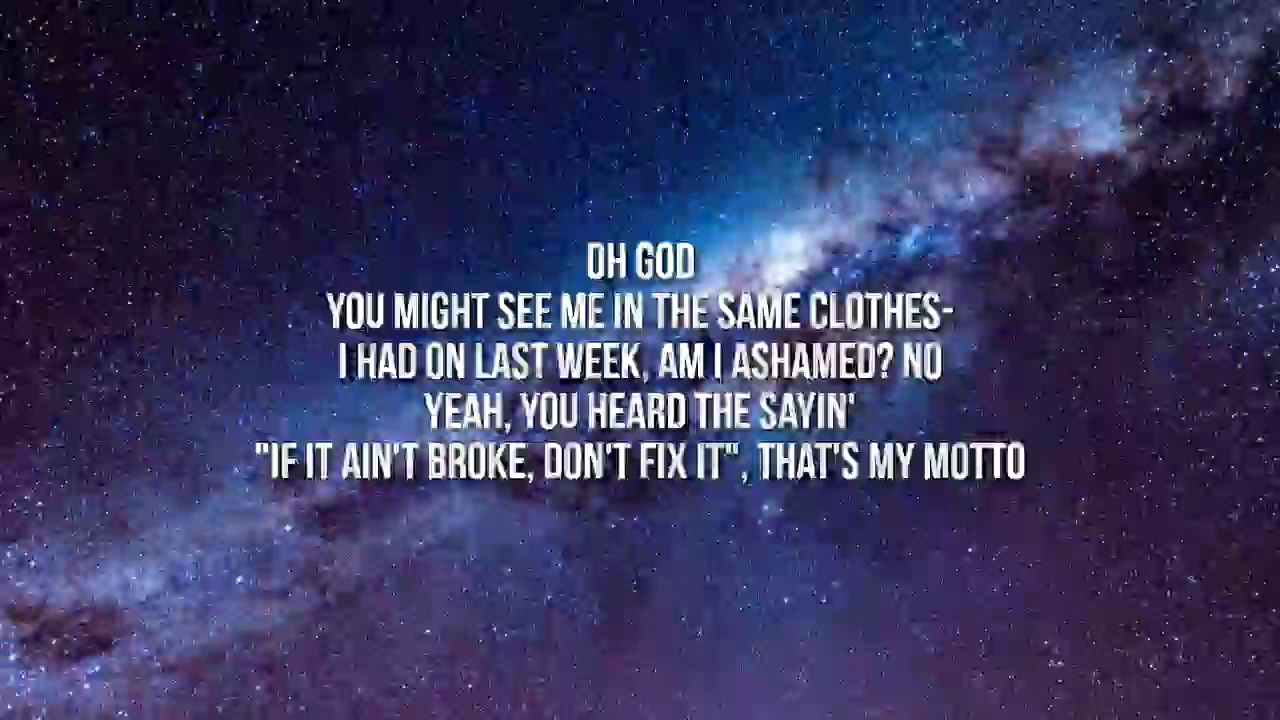 OH GOD
YOU MIGHT SEE ME IN THE SAME CLOTHES-
I HAD ON LAST WEEK, AM I ASHAMED? NO
YEAH, YOU HEARD THE SAYIN'
"IF IT AIN'T BROKE, DON'T FIX IT", THAT'S MY MOTTO